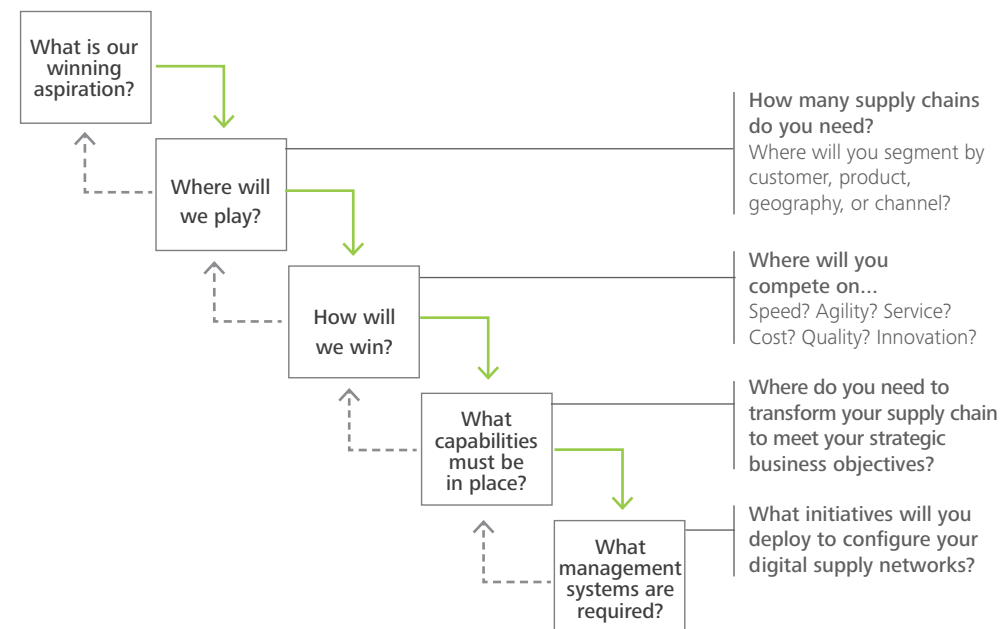 What is our
winning
aspiration?
Where will
we play?
How many supply chains
do you need?
Where will you segment by
customer, product,
geography, or channel?
How will
we win?
Where will you
compete on...
Speed? Agility? Service?
Cost? Quality? Innovation?
What
capabilities
must be
in place?
Where do you need to
transform your supply chain
to meet your strategic
business objectives?
What
management
systems are
required?
What initiatives will you
deploy to configure your
digital supply networks?